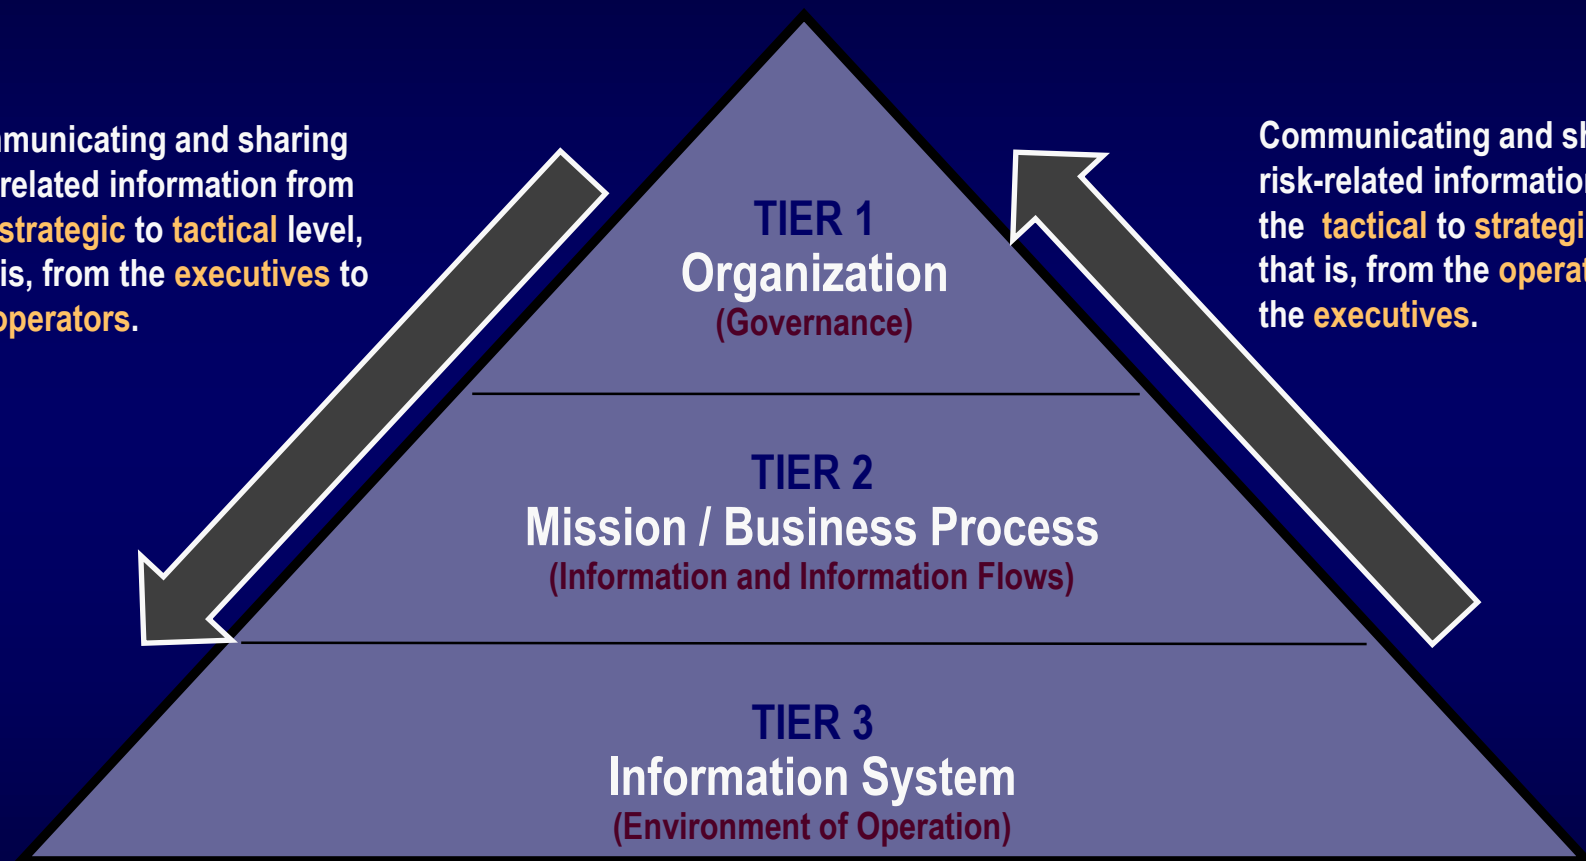 mmunicating and sharing
related information from
strategic to tactical level,
is, from the executives to
operators.
Communicating and sh
risk-related information
the tactical to strategi
that is, from the operat
the executives.
TIER 1
Organization
(Governance)
TIER 2
Mission / Business Process
(Information and Information Flows)
TIER 3
Information System
(Environment of Operation)